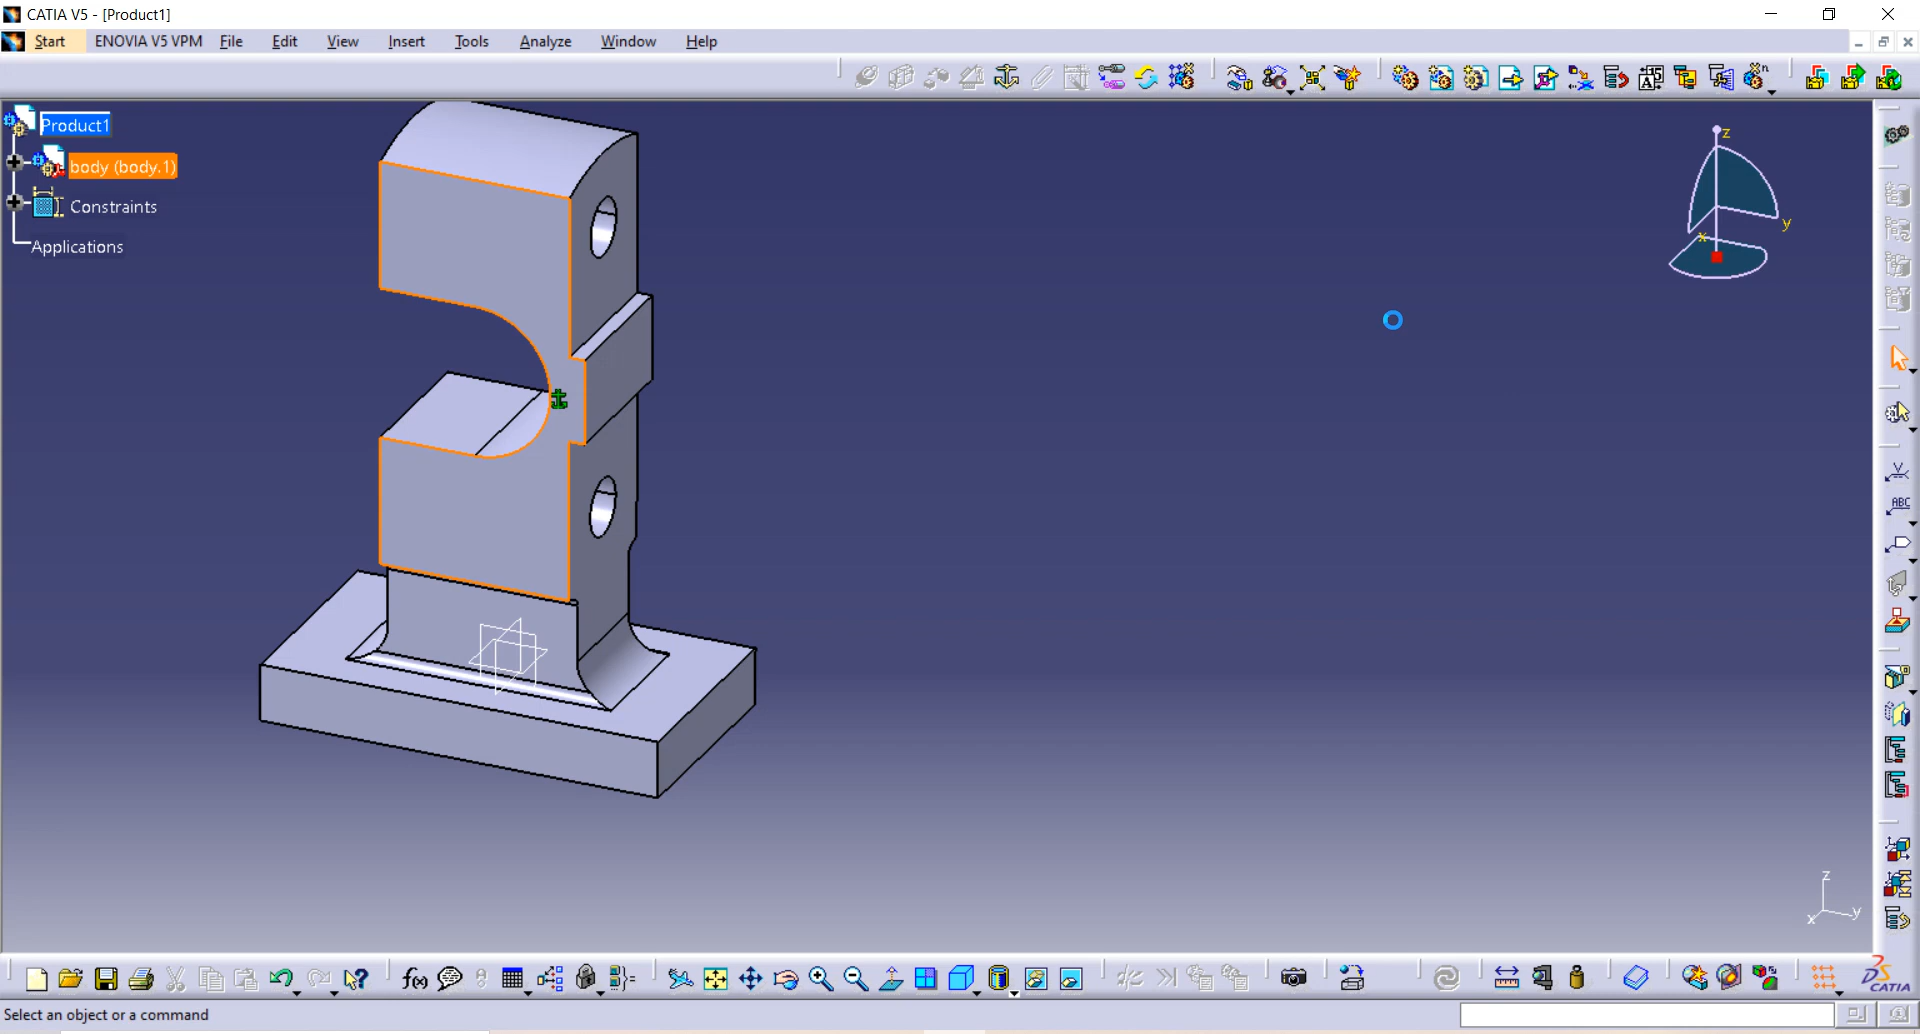 CATIA V5 - [Product1]
Start ENOVIA V5 VPM File Edit View Insert Tools Analyze Window Help
Product1
body (body.1)
Constraints
Applications
z
y
x
ABC
z
y
x
f(x)
CATIA
Select an object or a command